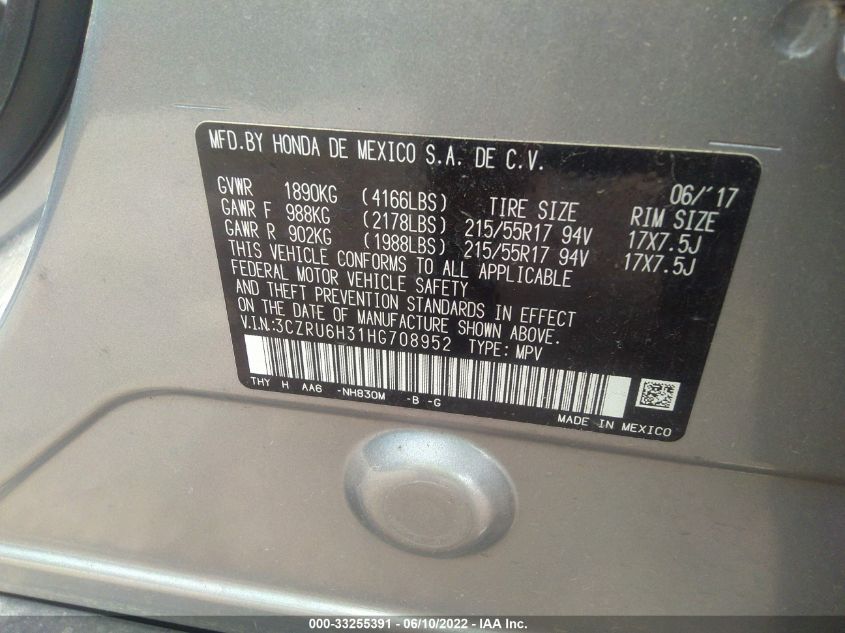 MFD.BY HONDA DE MEXICO S.A. DE C.V.
06/'17
GVWR 1890KG (4166LBS) TIRE SIZE RIM SIZE
GAWR F 988KG (2178LBS) 215/55R17 94V 17X7.5J
GAWR R 902KG (1988LBS) 215/55R17 94V 17X7.5J
THIS VEHICLE CONFORMS TO ALL APPLICABLE
FEDERAL MOTOR VEHICLE SAFETY
AND THEFT PREVENTION STANDARDS IN EFFECT
ON THE DATE OF MANUFACTURE SHOWN ABOVE.
V.I.N:3CZRU6H31HG708952 TYPE: MPV
THY H AA6 -NH830M -B -G
MADE IN MEXICO
000-33255391 - 06/10/2022 - IAA Inc.